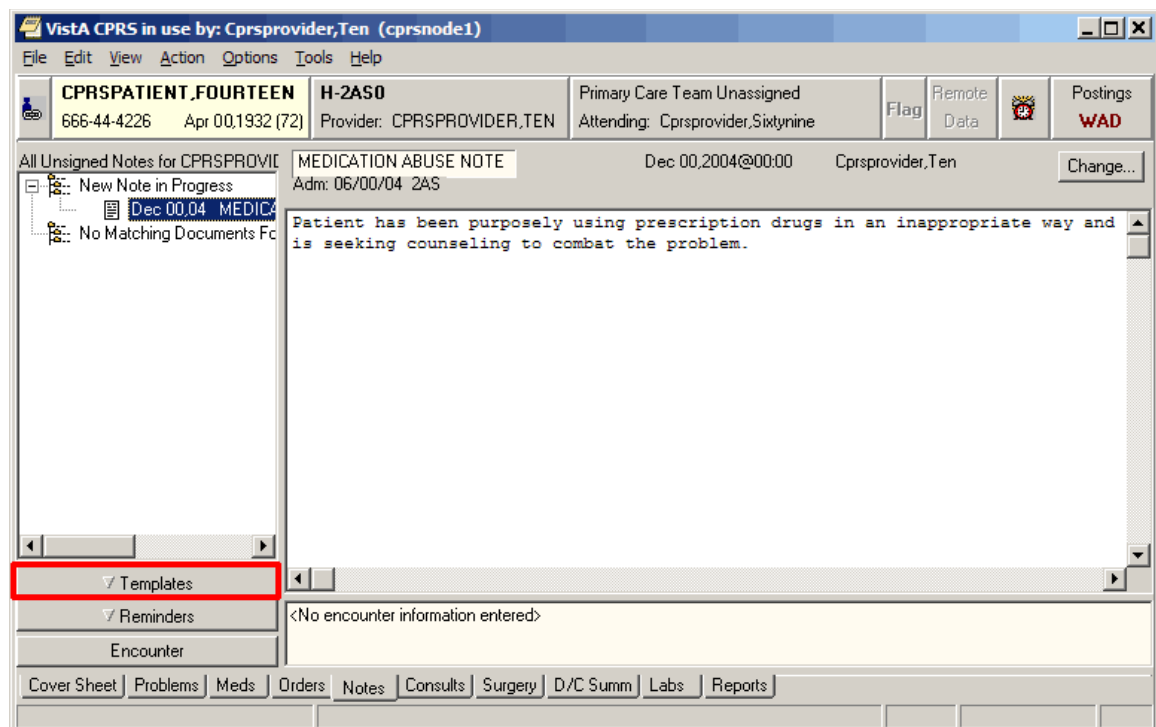 VistA CPRS in use by: Cprsprovider,Ten (cprsnode1)
File Edit View Action Options Tools Help
CPRSPATIENT,FOURTEEN H-2AS0 Primary Care Team Unassigned Flag Remote Data Postings
666-44-4226 Apr 00,1932 (72) Provider: CPRSPROVIDER,TEN Attending: Cprsprovider,Sixtynine WAD
All Unsigned Notes for CPRSPROVID MEDICATION ABUSE NOTE Dec 00,2004@00:00 Cprsprovider,Ten Change...
New Note in Progress Adm: 06/00/04 2AS
Dec 00,04 MEDICA
No Matching Documents Fo
Patient has been purposely using prescription drugs in an inappropriate way and
is seeking counseling to combat the problem.
Templates
Reminders <No encounter information entered>
Encounter
Cover Sheet Problems Meds Orders Notes Consults Surgery D/C Summ Labs Reports